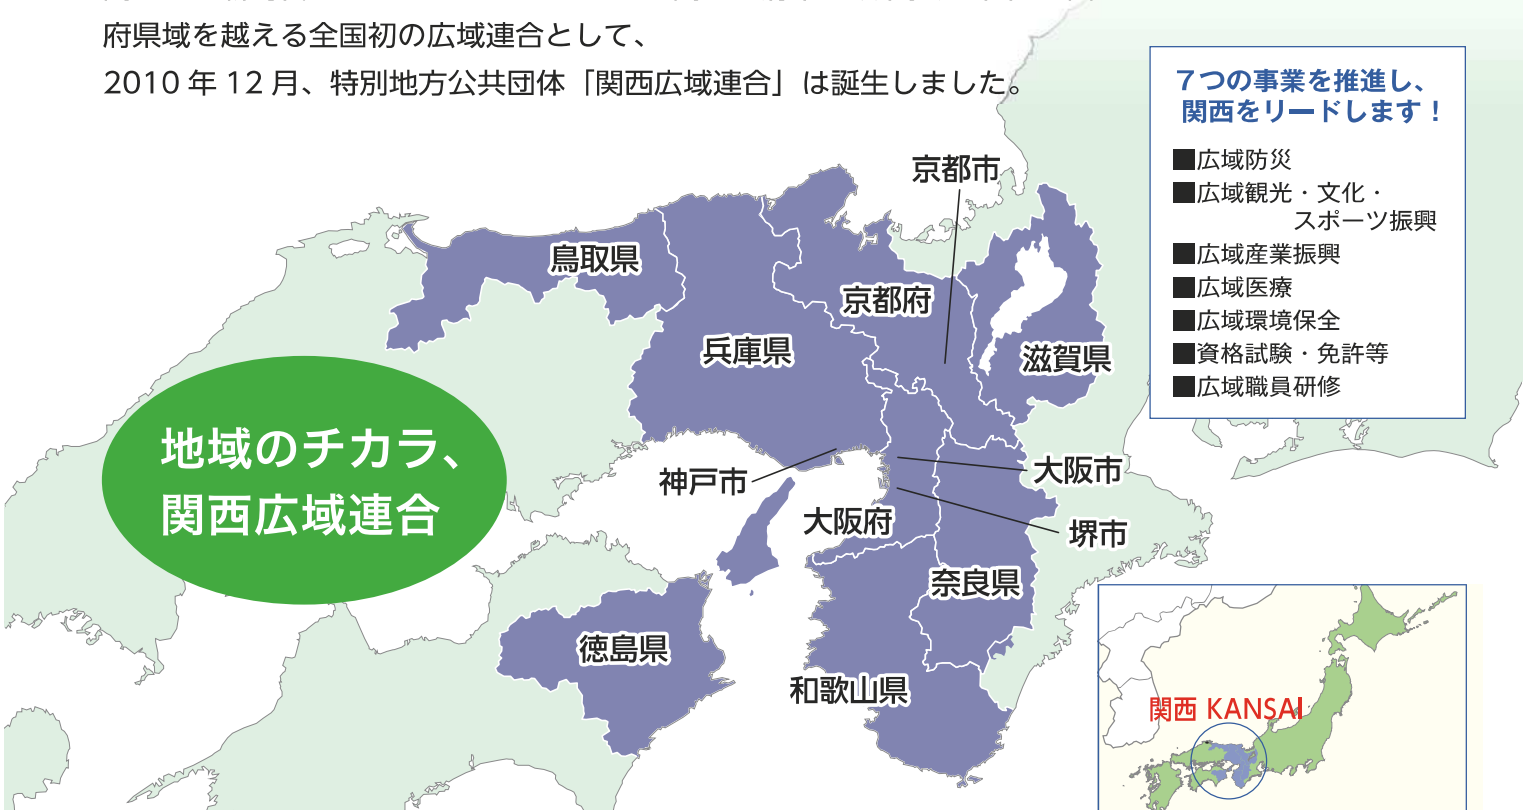 府県域を越える全国初の広域連合として、
2010年12月、特別地方公共団体「関西広域連合」は誕生しました。
７つの事業を推進し、
関西をリードします！
■広域防災
■広域観光・文化・
スポーツ振興
■広域産業振興
■広域医療
■広域環境保全
■資格試験・免許等
■広域職員研修
京都市
鳥取県
京都府
兵庫県
滋賀県
地域のチカラ、
関西広域連合
神戸市
大阪市
大阪府
堺市
奈良県
徳島県
和歌山県
関西 KANSAI